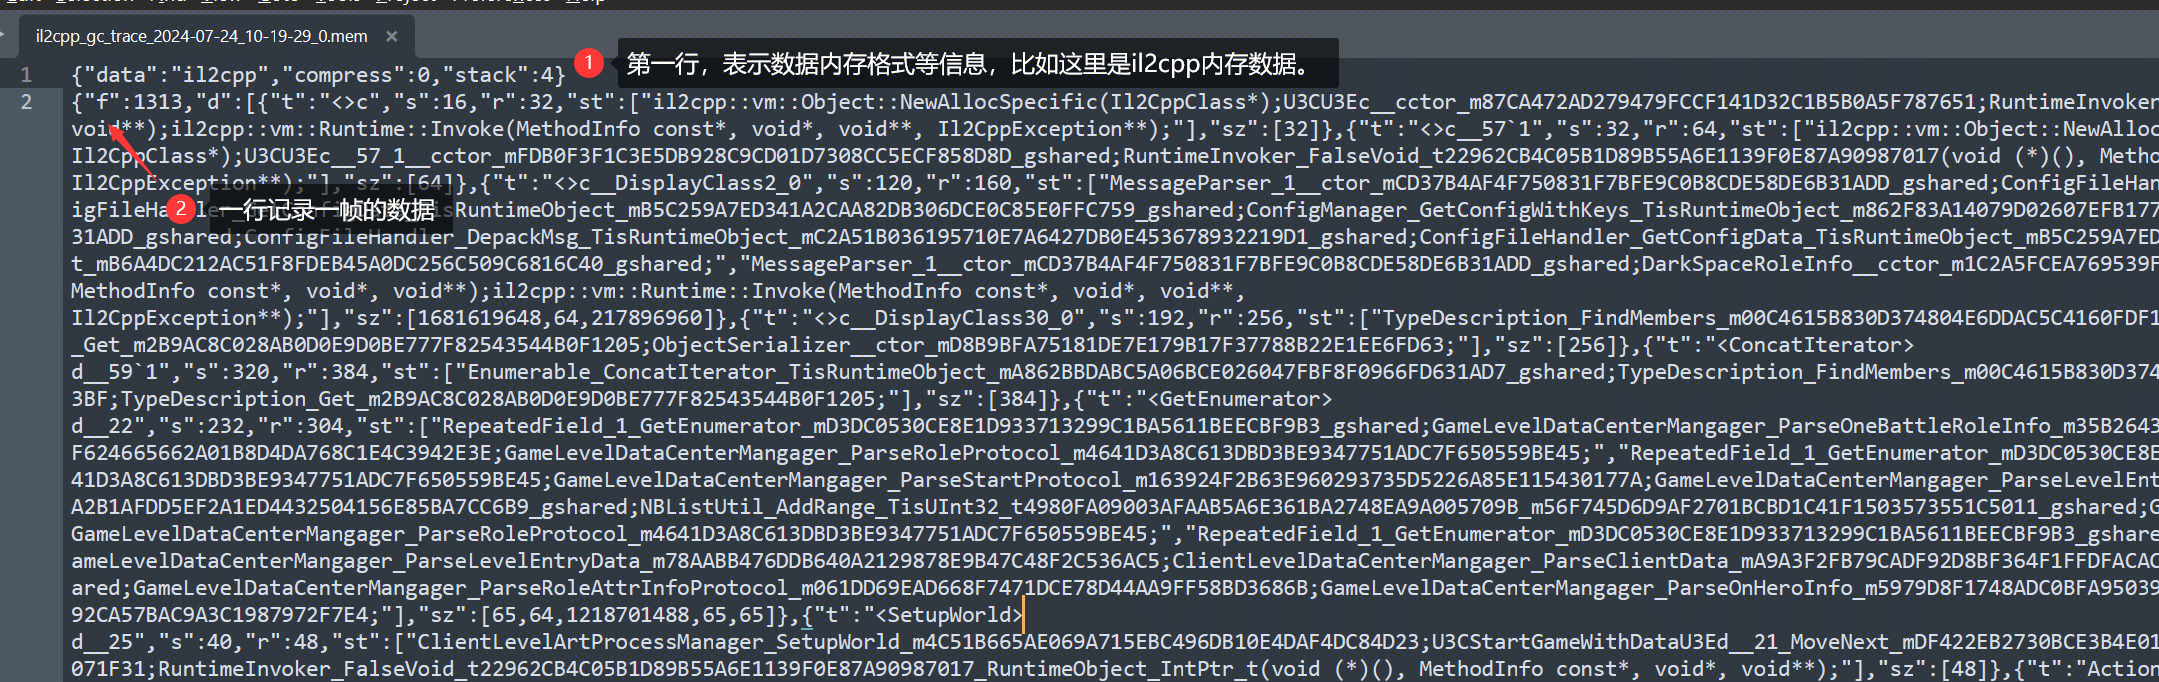 il2cpp_gc_trace_2024-07-24_10-19-29_0.mem ×
1 {"data":"il2cpp","compress":0,"stack":4}
1 第一行，表示数据内存格式等信息，比如这里是il2cpp内存数据。
2 {"f":1313,"d":[{"t":"<>c","s":16,"r":32,"st":["il2cpp::vm::Object::NewAllocSpecific(Il2CppClass*);U3CU3Ec__cctor_m87CA472AD279479FCCF141D32C1B5B0A5F787651;RuntimeInvoker
void**);il2cpp::vm::Runtime::Invoke(MethodInfo const*, void*, void**, Il2CppException**);"],"sz":[32]},{"t":"<>c__57`1","s":32,"r":64,"st":["il2cpp::vm::Object::NewAlloc
Il2CppClass*);U3CU3Ec__57_1__cctor_mFDB0F3F1C3E5DB928C9CD01D7308CC5ECF858D8D_gshared;RuntimeInvoker_FalseVoid_t22962CB4C05B1D89B55A6E1139F0E87A90987017(void (*)(), Metho
Il2CppException**);"],"sz":[64]},{"t":"<>c__DisplayClass2_0","s":120,"r":160,"st":["MessageParser_1__ctor_mCD37B4AF4F750831F7BFE9C0B8CDE58DE6B31ADD_gshared;ConfigFileHan
2 一行记录一帧的数据
RuntimeObject_mB5C259A7ED341A2CAA82DB306DCE0C85E0FFC759_gshared;ConfigManager_GetConfigWithKeys_TisRuntimeObject_m862F83A14079D02607EFB177
31ADD_gshared;ConfigFileHandler_DepackMsg_TisRuntimeObject_mC2A51B036195710E7A6427DB0E453678932219D1_gshared;ConfigFileHandler_GetConfigData_TisRuntimeObject_mB5C259A7ED
t_mB6A4DC212AC51F8FDEB45A0DC256C509C6816C40_gshared;","MessageParser_1__ctor_mCD37B4AF4F750831F7BFE9C0B8CDE58DE6B31ADD_gshared;DarkSpaceRoleInfo__cctor_m1C2A5FCEA769539F
MethodInfo const*, void*, void**);il2cpp::vm::Runtime::Invoke(MethodInfo const*, void*, void**,
Il2CppException**);"],"sz":[1681619648,64,217896960]},{"t":"<>c__DisplayClass30_0","s":192,"r":256,"st":["TypeDescription_FindMembers_m00C4615B830D374804E6DDAC5C4160FDF1
_Get_m2B9AC8C028AB0D0E9D0BE777F82543544B0F1205;ObjectSerializer__ctor_mD8B9BFA75181DE7E179B17F37788B22E1EE6FD63;"],"sz":[256]},{"t":"<ConcatIterator>
d__59`1","s":320,"r":384,"st":["Enumerable_ConcatIterator_TisRuntimeObject_mA862BBDABC5A06BCE026047FBF8F0966FD631AD7_gshared;TypeDescription_FindMembers_m00C4615B830D374
3BF;TypeDescription_Get_m2B9AC8C028AB0D0E9D0BE777F82543544B0F1205;"],"sz":[384]},{"t":"<GetEnumerator>
d__22","s":232,"r":304,"st":["RepeatedField_1_GetEnumerator_mD3DC0530CE8E1D933713299C1BA5611BEECBF9B3_gshared;GameLevelDataCenterMangager_ParseOneBattleRoleInfo_m35B2643
F624665662A01B8D4DA768C1E4C3942E3E;GameLevelDataCenterMangager_ParseRoleProtocol_m4641D3A8C613DBD3BE9347751ADC7F650559BE45;","RepeatedField_1_GetEnumerator_mD3DC0530CE8E
41D3A8C613DBD3BE9347751ADC7F650559BE45;GameLevelDataCenterMangager_ParseStartProtocol_m163924F2B63E960293735D5226A85E115430177A;GameLevelDataCenterMangager_ParseLevelEnt
A2B1AFDD5EF2A1ED4432504156E85BA7CC6B9_gshared;NBListUtil_AddRange_TisUInt32_t4980FA09003AFAAB5A6E361BA2748EA9A005709B_m56F745D6D9AF2701BCBD1C41F1503573551C5011_gshared;G
GameLevelDataCenterMangager_ParseRoleProtocol_m4641D3A8C613DBD3BE9347751ADC7F650559BE45;","RepeatedField_1_GetEnumerator_mD3DC0530CE8E1D933713299C1BA5611BEECBF9B3_gshare
ameLevelDataCenterMangager_ParseLevelEntryData_m78AABB476DDB640A2129878E9B47C48F2C536AC5;ClientLevelDataCenterMangager_ParseClientData_mA9A3F2FB79CADF92D8BF364F1FFDFACAC
ared;GameLevelDataCenterMangager_ParseRoleAttrInfoProtocol_m061DD69EAD668F7471DCE78D44AA9FF58BD3686B;GameLevelDataCenterMangager_ParseOnHeroInfo_m5979D8F1748ADC0BFA95039
92CA57BAC9A3C1987972F7E4;"],"sz":[65,64,1218701488,65,65]},{"t":"<SetupWorld>
d__25","s":40,"r":48,"st":["ClientLevelArtProcessManager_SetupWorld_m4C51B665AE069A715EBC496DB10E4DAF4DC84D23;U3CStartGameWithDataU3Ed__21_MoveNext_mDF422EB2730BCE3B4E01
071F31;RuntimeInvoker_FalseVoid_t22962CB4C05B1D89B55A6E1139F0E87A90987017_RuntimeObject_IntPtr_t(void (*)(), MethodInfo const*, void*, void**);"],"sz":[48]},{"t":"Action